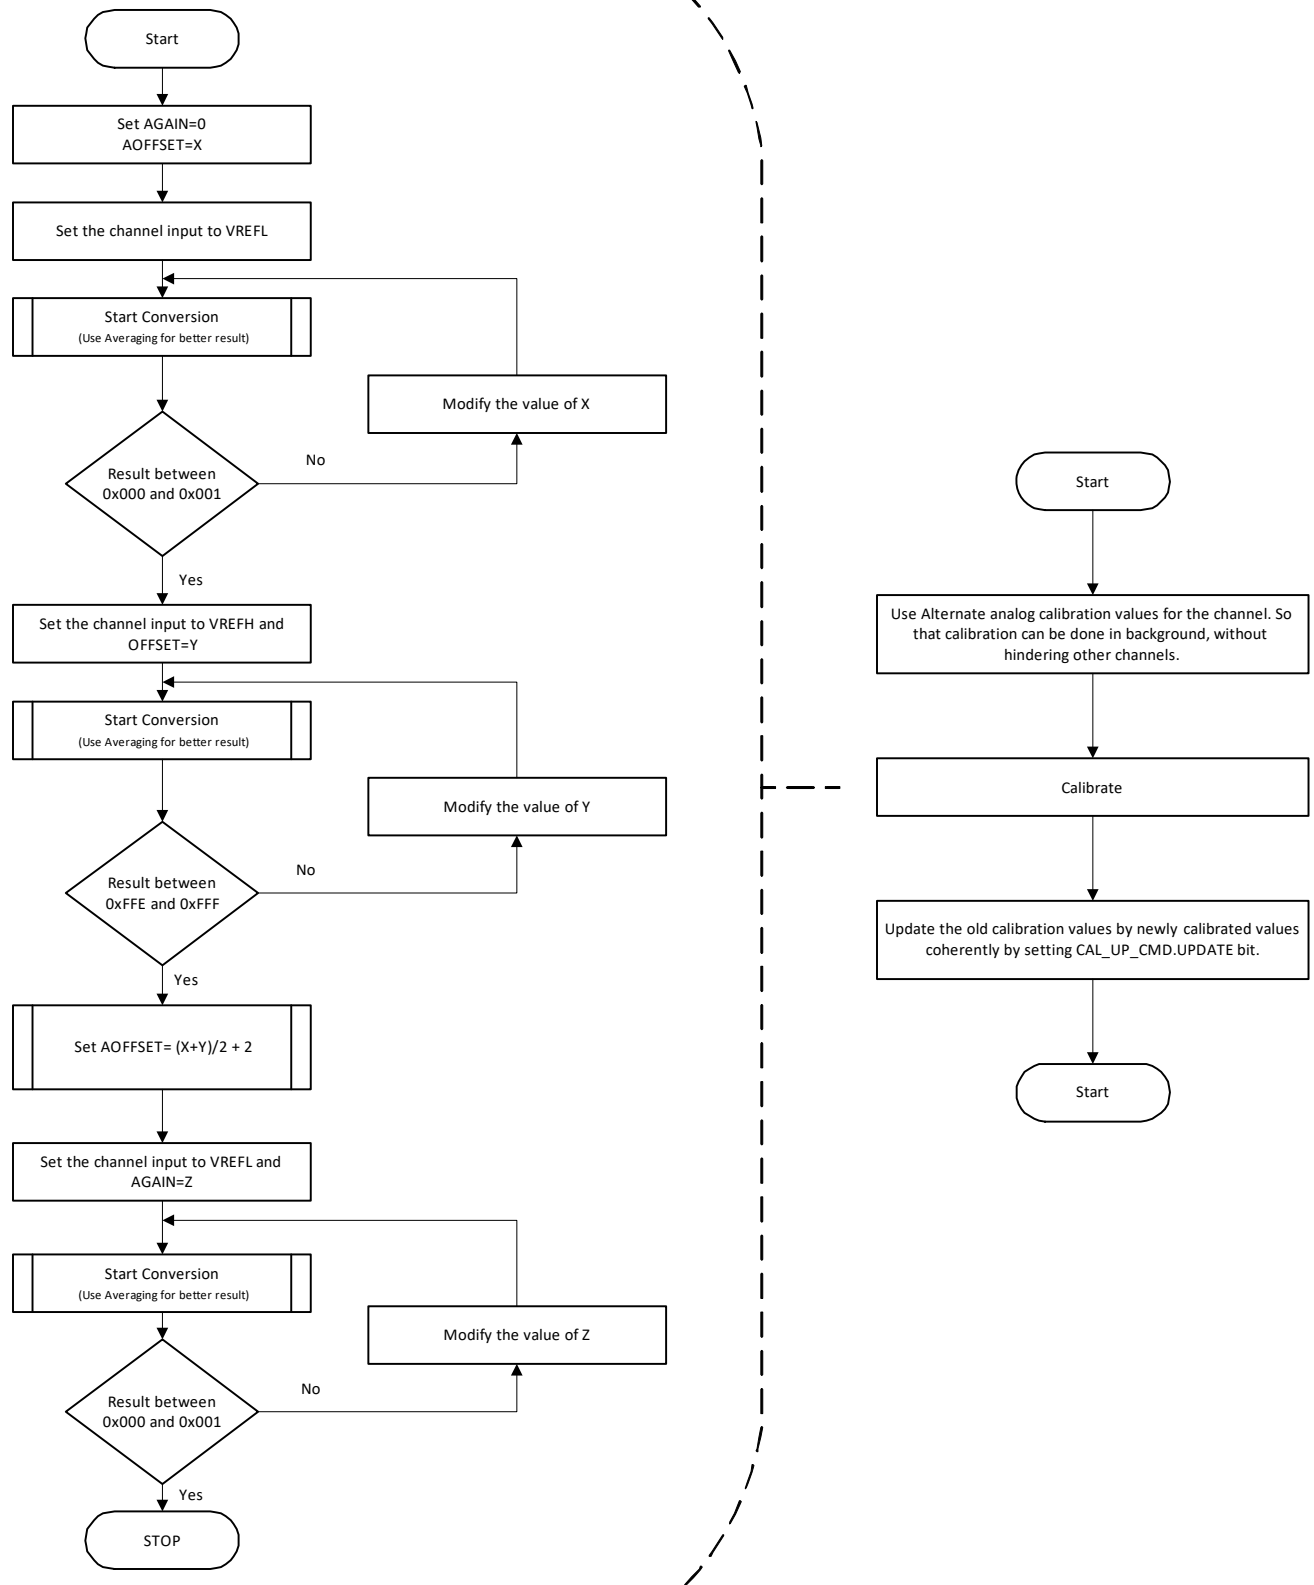 Start
Set AGAIN=0
AOFFSET=X
Set the channel input to VREFL
Start Conversion
(Use Averaging for better result)
Modify the value of X
Result between
0x000 and 0x001
No
Yes
Set the channel input to VREFH and
OFFSET=Y
Start Conversion
(Use Averaging for better result)
Modify the value of Y
Result between
0xFFE and 0xFFF
No
Yes
Set AOFFSET= (X+Y)/2 + 2
Set the channel input to VREFL and
AGAIN=Z
Start Conversion
(Use Averaging for better result)
Modify the value of Z
Result between
0x000 and 0x001
No
Yes
STOP
Start
Use Alternate analog calibration values for the channel. So
that calibration can be done in background, without
hindering other channels.
Calibrate
Update the old calibration values by newly calibrated values
coherently by setting CAL_UP_CMD.UPDATE bit.
Start